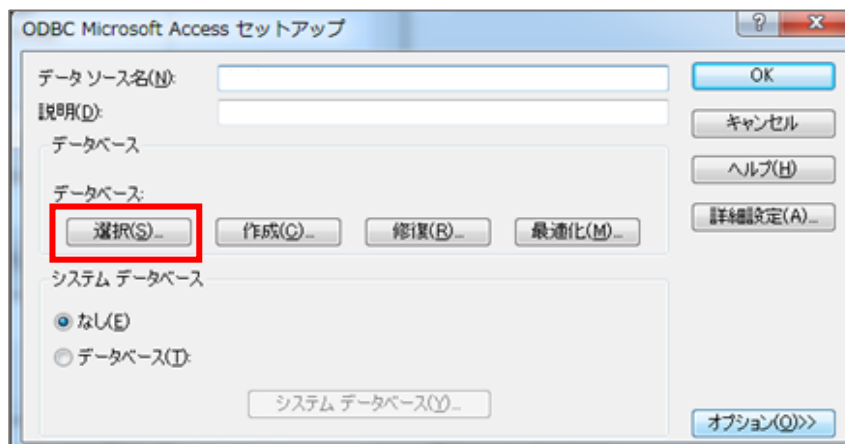 ODBC Microsoft Access セットアップ
データ ソース名(N):
OK
説明(D):
キャンセル
データベース
ヘルプ(H)
データベース:
詳細設定(A)...
選択(S)... 作成(C)... 修復(R)... 最適化(M)...
システム データベース
なし(E)
データベース(T):
システム データベース(Y)...
オプション(O)>>